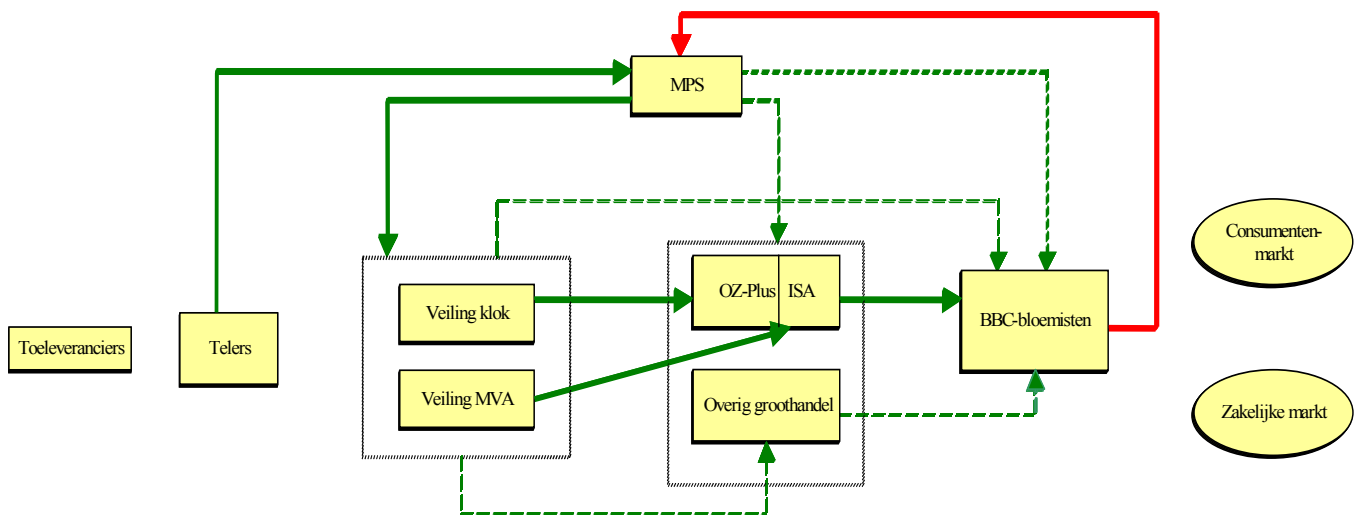 MPS
Consumenten-
markt
OZ-Plus
ISA
Veiling klok
BBC-bloemisten
Toeleveranciers
Telers
Veiling MVA
Overig groothandel
Zakelijke markt